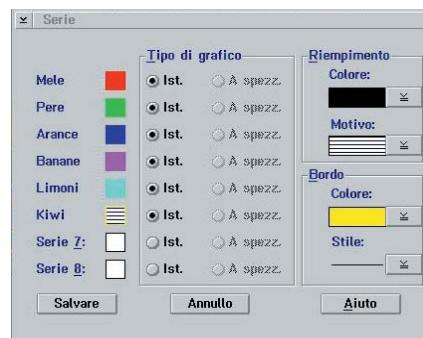 Serie
Tipo di grafico
Riempimento
Colore:
Mele Ist. A spezz.
Pere Ist. A spezz.
Motivo:
Arance Ist. A spezz.
Banane Ist. A spezz.
Bordo
Limoni Ist. A spezz.
Colore:
Kiwi Ist. A spezz.
Serie 7: Ist. A spezz.
Stile:
Serie 8: Ist. A spezz.
Salvare Annullo Aiuto